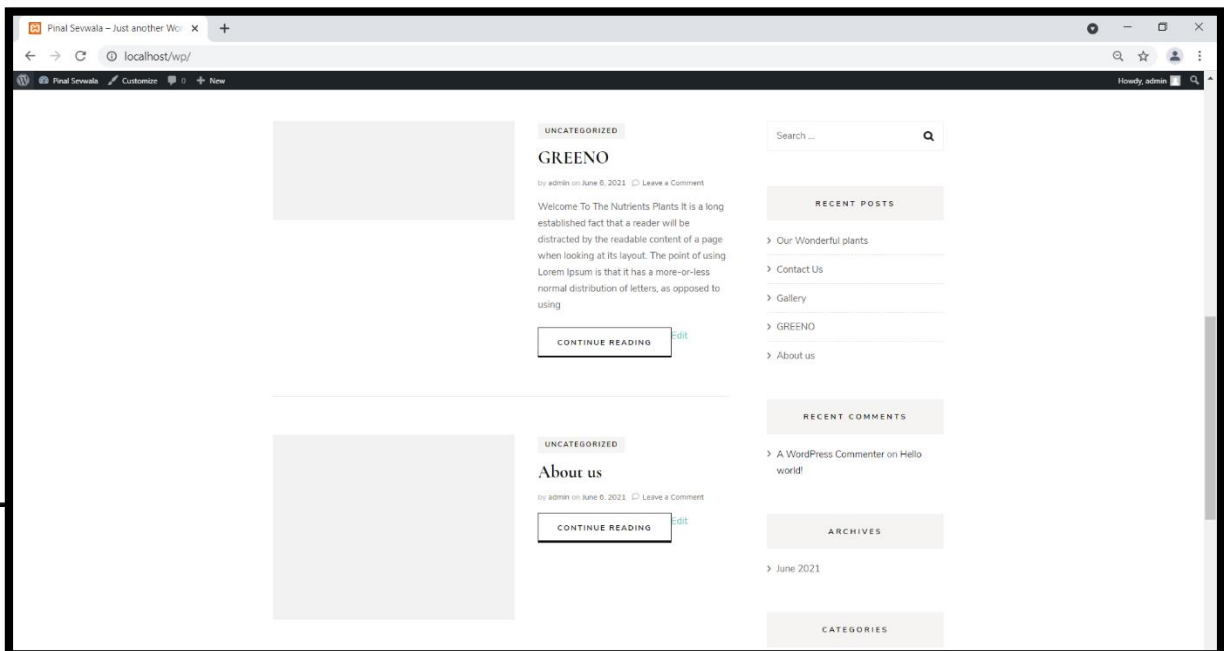 Pinal Sevwala – Just another Wor
localhost/wp/
Pinal Sevwala Customize 0 New
Howdy, admin
UNCATEGORIZED
GREENO
by admin on June 6, 2021 Leave a Comment
Welcome To The Nutrients Plants It is a long
established fact that a reader will be
distracted by the readable content of a page
when looking at its layout. The point of using
Lorem Ipsum is that it has a more-or-less
normal distribution of letters, as opposed to
using
CONTINUE READING
Edit
UNCATEGORIZED
About us
by admin on June 6, 2021 Leave a Comment
CONTINUE READING
Edit
Search ...
RECENT POSTS
Our Wonderful plants
Contact Us
Gallery
GREENO
About us
RECENT COMMENTS
A WordPress Commenter on Hello
world!
ARCHIVES
June 2021
CATEGORIES